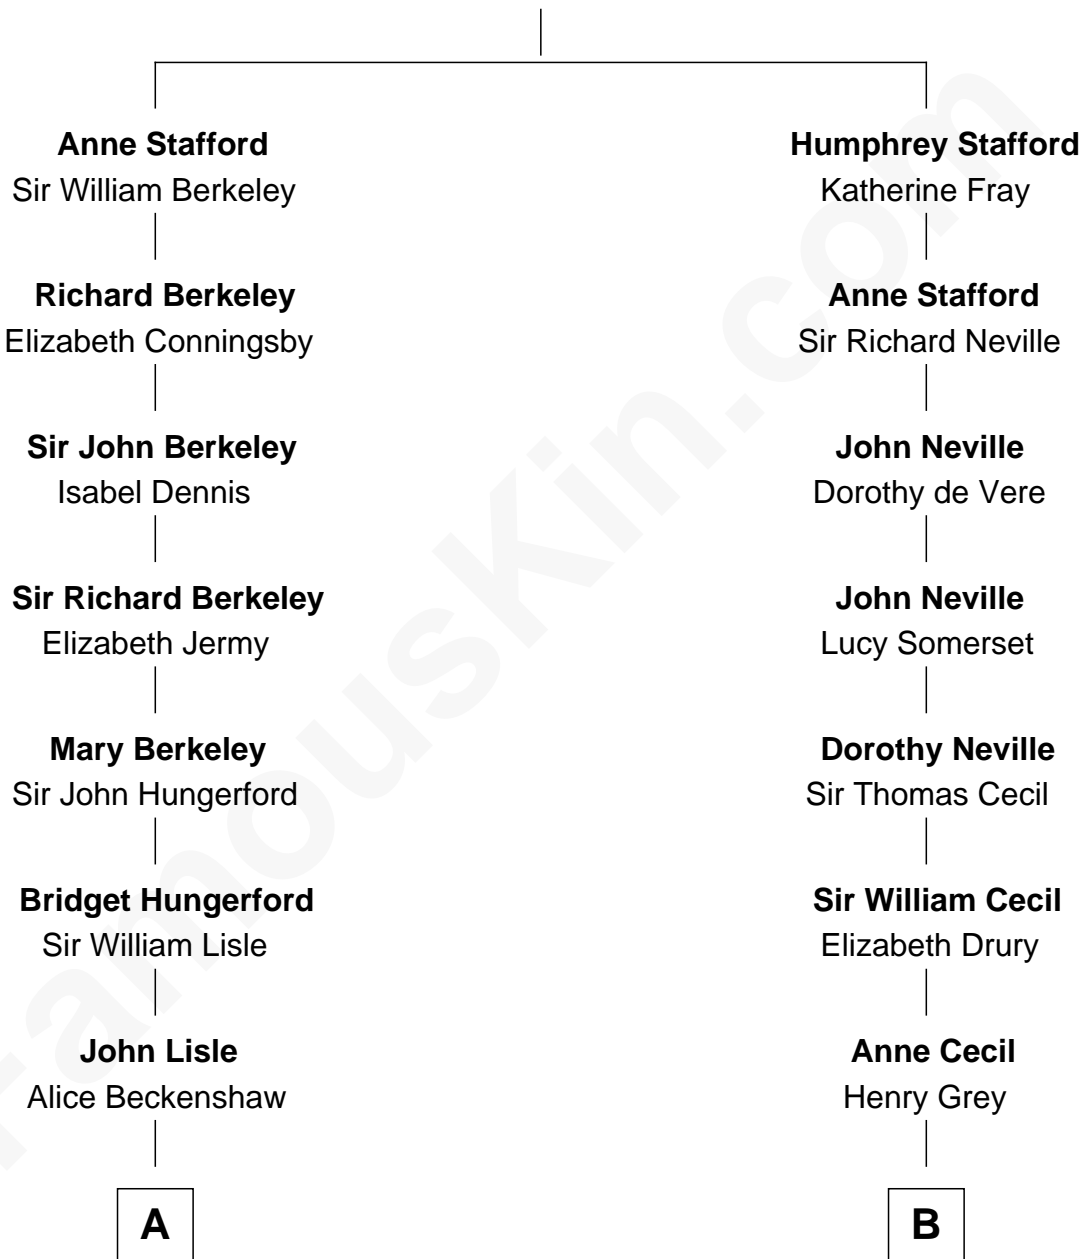 Anne Stafford
Sir William Berkeley
Humphrey Stafford
Katherine Fray
Richard Berkeley
Elizabeth Conningsby
Anne Stafford
Sir Richard Neville
Sir John Berkeley
Isabel Dennis
John Neville
Dorothy de Vere
Sir Richard Berkeley
Elizabeth Jermy
John Neville
Lucy Somerset
Mary Berkeley
Sir John Hungerford
Dorothy Neville
Sir Thomas Cecil
Bridget Hungerford
Sir William Lisle
Sir William Cecil
Elizabeth Drury
John Lisle
Alice Beckenshaw
Anne Cecil
Henry Grey
A
B
FamousKin.com